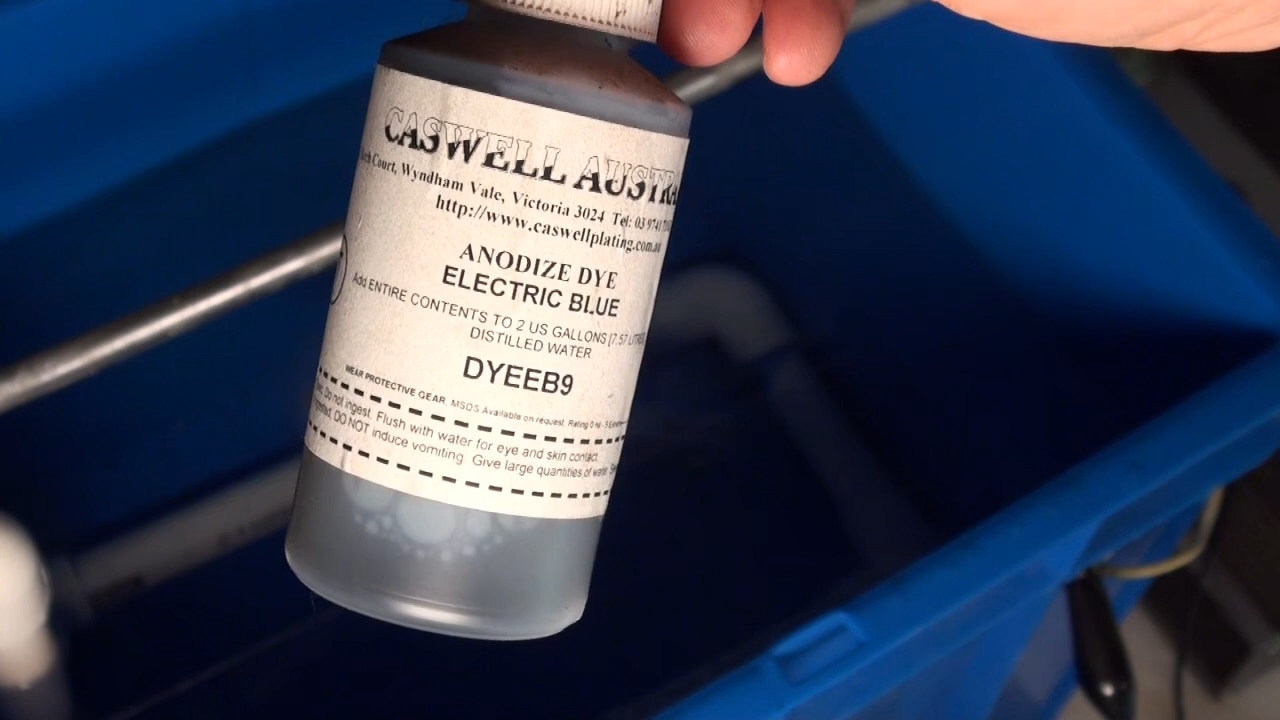 CASWELL AUSTRA
Court, Wyndham Vale, Victoria 3024 Tel: 03 9741
http://www.caswellplating.com.au
ANODIZE DYE
ELECTRIC BLUE
Add ENTIRE CONTENTS TO 2 US GALLONS [7.57 LITRES
DISTILLED WATER
DYEEB9
WEAR PROTECTIVE GEAR. MSDS Available on request. Rating 0
Do not ingest. Flush with water for eye and skin contact.
DO NOT induce vomiting. Give large quantities of water.